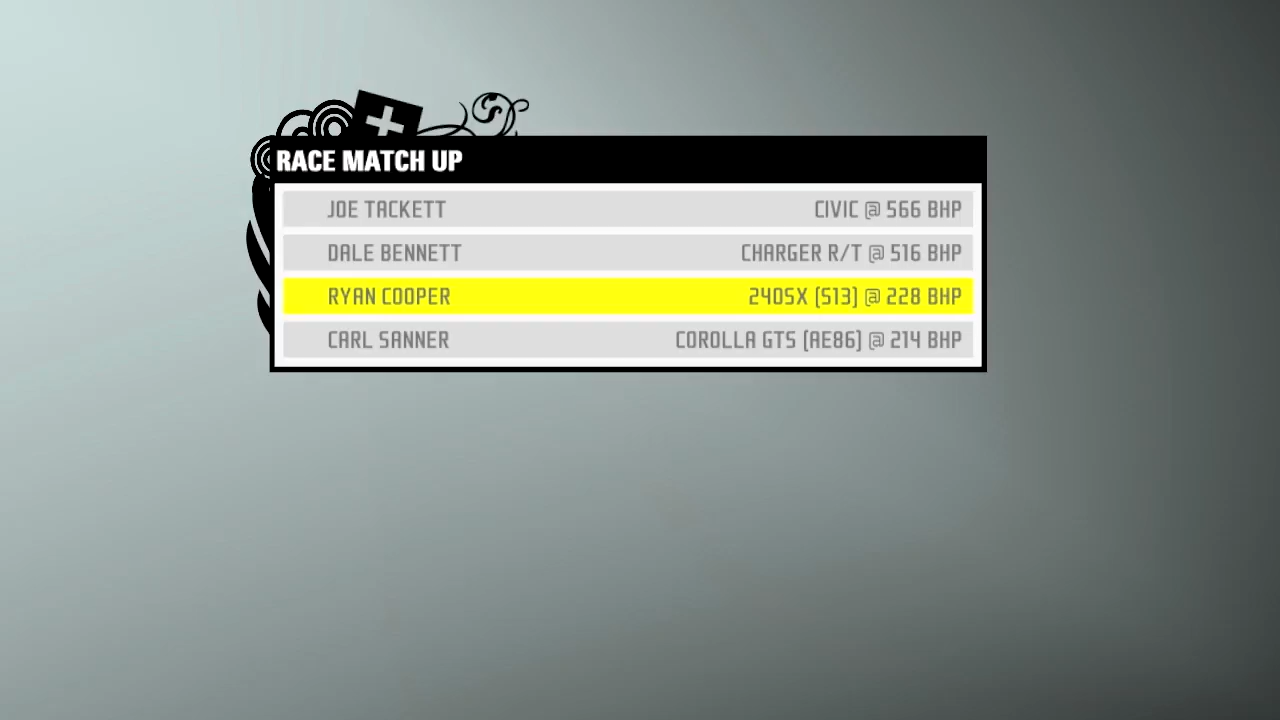 RACE MATCH UP
JOE TACKETT CIVIC @ 566 BHP
DALE BENNETT CHARGER R/T @ 516 BHP
RYAN COOPER 240SX [S13] @ 228 BHP
CARL SANNER COROLLA GTS [AE86] @ 214 BHP